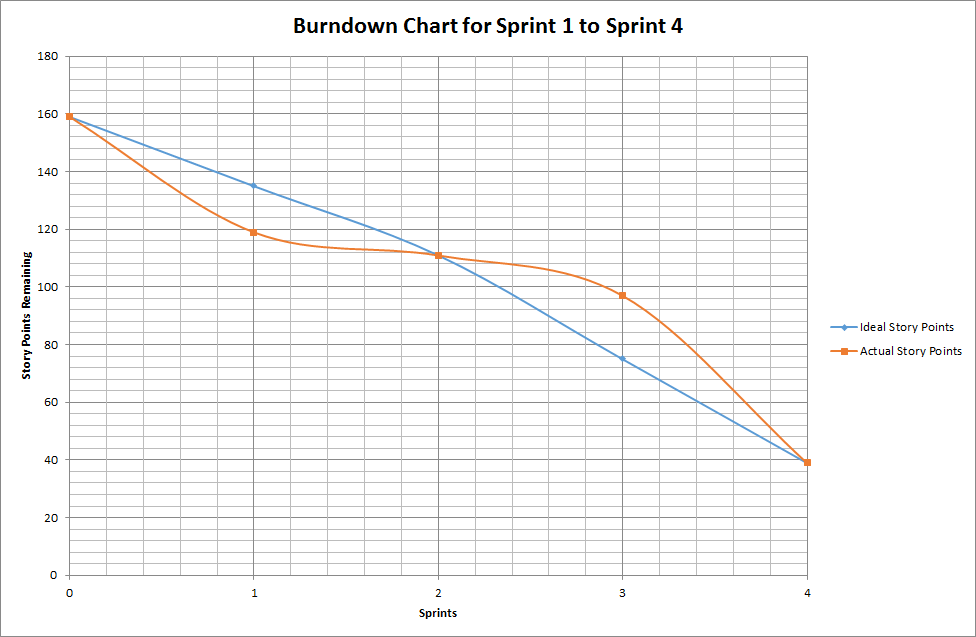 Burndown Chart for Sprint 1 to Sprint 4
180
160
140
120
100
80
60
40
20
0
Story Points Remaining
0 1 2 3 4
Sprints
Ideal Story Points
Actual Story Points